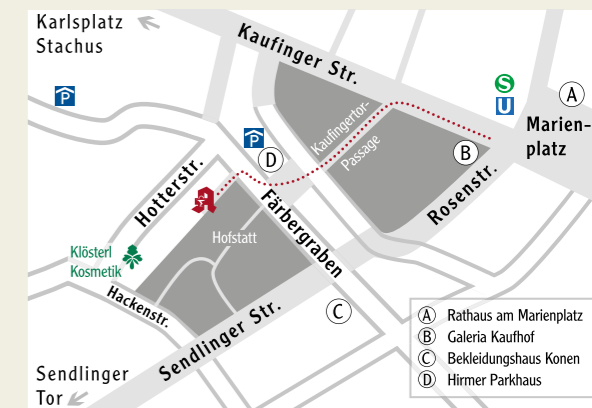 Karlsplatz
Stachus
Kaufinger Str.
P
S
U
A
Marien-
platz
Kaufingertor-
Passage
B
P
D
Rosenstr.
Hotterstr.
A
Färbergraben
Hofstatt
Klösterl
Kosmetik
Hackenstr.
Sendlinger Str.
C
Sendlinger
Tor
A Rathaus am Marienplatz
B Galeria Kaufhof
C Bekleidungshaus Konen
D Hirmer Parkhaus